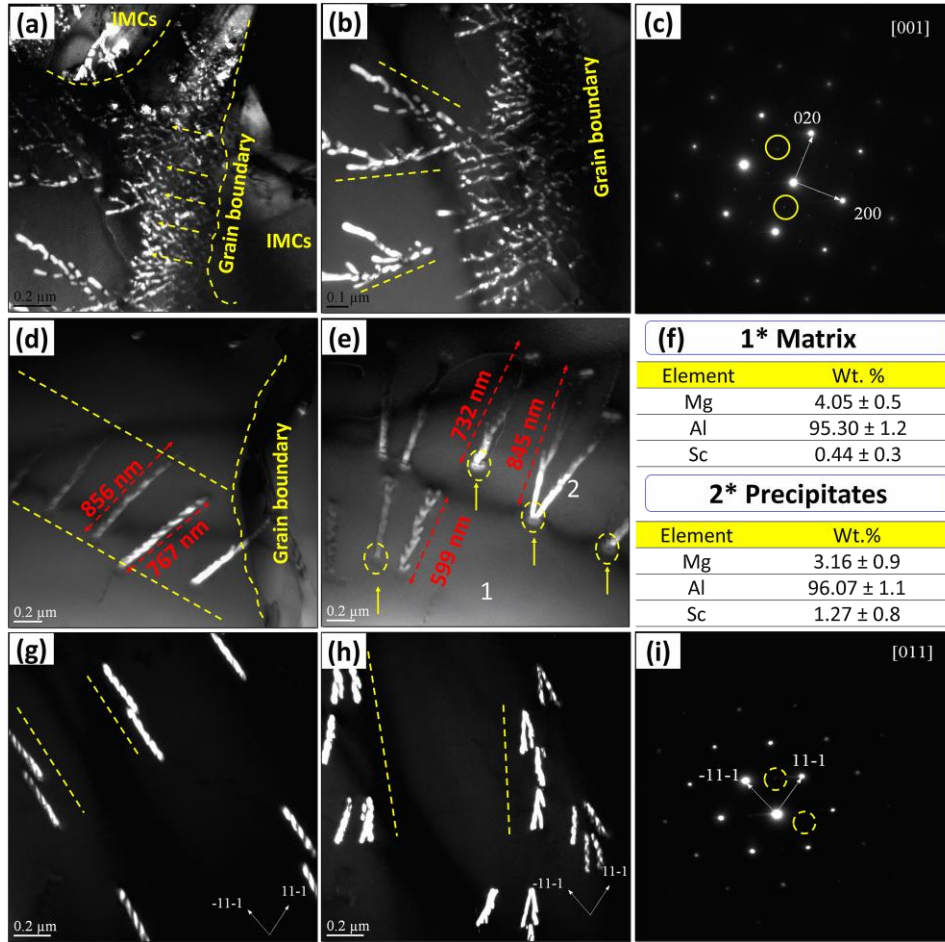 (a)
IMCs
Grain boundary
IMCs
0.2 µm
(b)
Grain boundary
0.1 µm
(c)
[001]
020
200
(d)
856 nm
767 nm
Grain boundary
0.2 µm
(e)
732 nm
845 nm
599 nm
2
1
0.2 µm
(f)
1* Matrix
Element Wt. %
Mg 4.05 ± 0.5
Al 95.30 ± 1.2
Sc 0.44 ± 0.3
2* Precipitates
Element Wt.%
Mg 3.16 ± 0.9
Al 96.07 ± 1.1
Sc 1.27 ± 0.8
(g)
-11-1 11-1
0.2 µm
(h)
-11-1 11-1
0.2 µm
(i)
[011]
-11-1 11-1